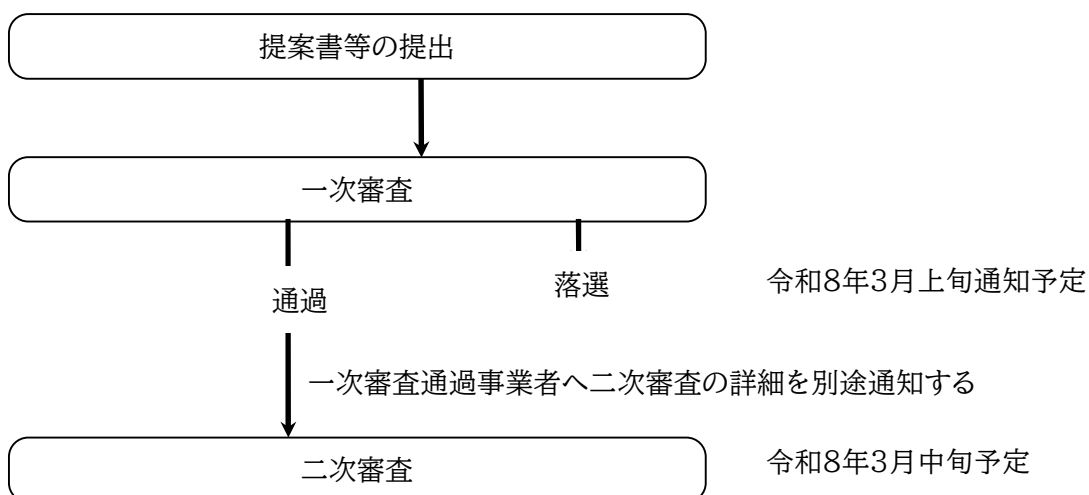 提案書等の提出
一次審査
落選
令和8年3月上旬通知予定
通過
一次審査通過事業者へ二次審査の詳細を別途通知する
二次審査
令和8年3月中旬予定